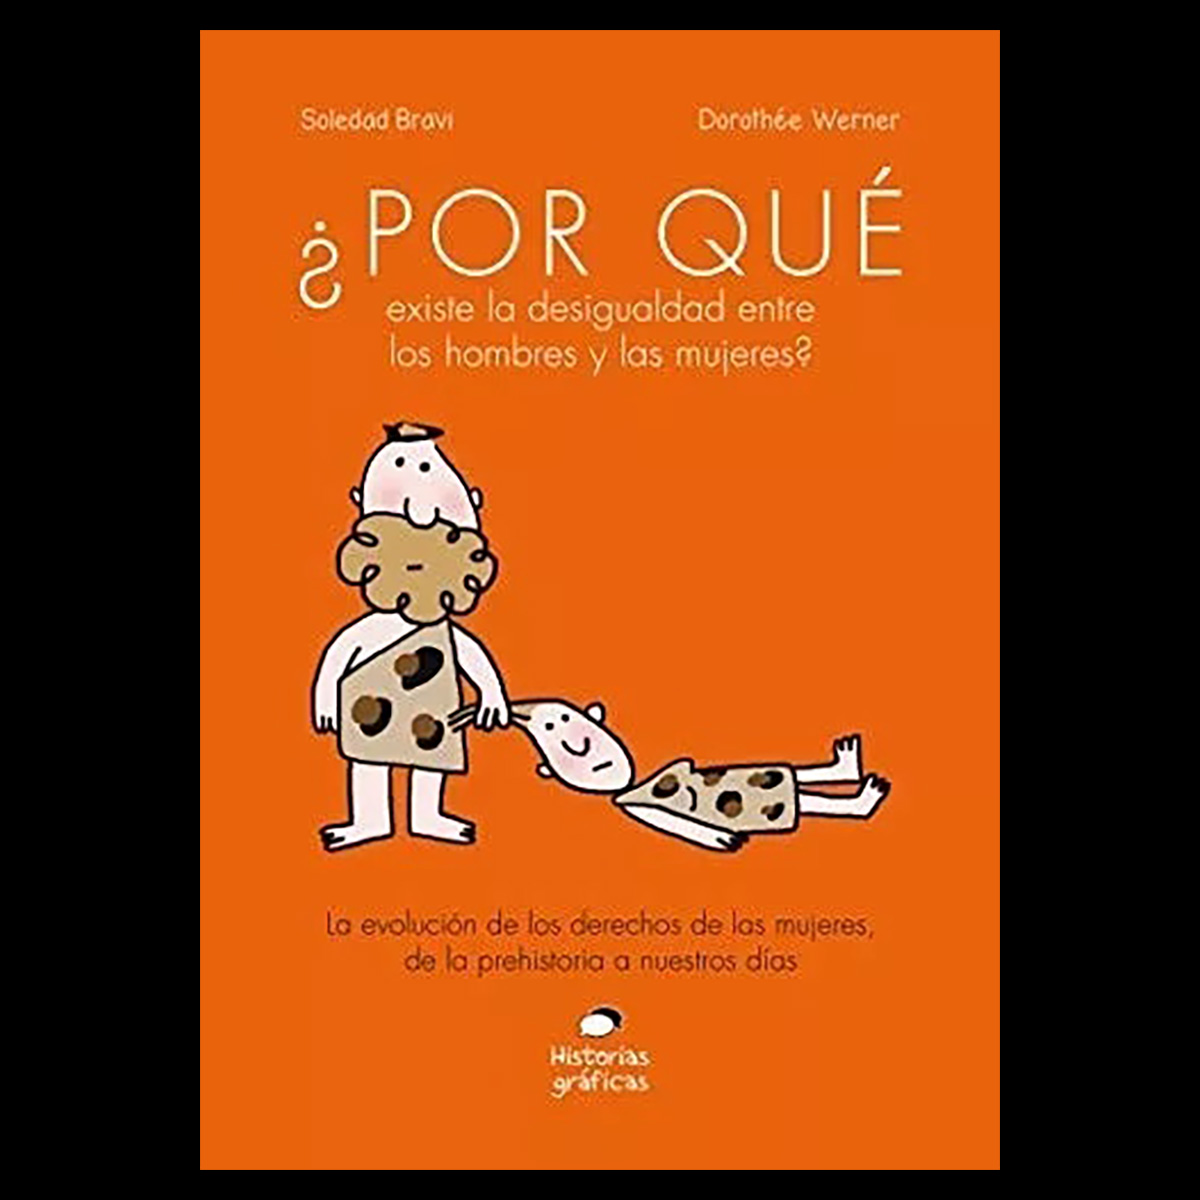 Soledad Bravi
Dorothée Werner
¿POR QUÉ
existe la desigualdad entre
los hombres y las mujeres?
La evolución de los derechos de las mujeres,
de la prehistoria a nuestros días
Historias
gráficas